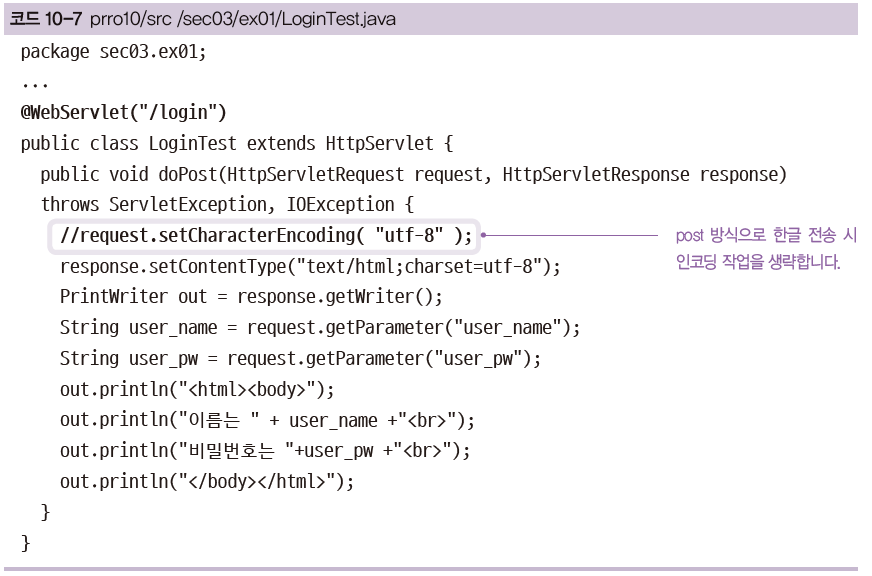 코드 10-7 prro10/src /sec03/ex01/LoginTest.java
package sec03.ex01;
...
@WebServlet("/login")
public class LoginTest extends HttpServlet {
  public void doPost(HttpServletRequest request, HttpServletResponse response)
  throws ServletException, IOException {
    //request.setCharacterEncoding( "utf-8" );
post 방식으로 한글 전송 시
인코딩 작업을 생략합니다.
    response.setContentType("text/html;charset=utf-8");
    PrintWriter out = response.getWriter();
    String user_name = request.getParameter("user_name");
    String user_pw = request.getParameter("user_pw");
    out.println("<html><body>");
    out.println("이름는 " + user_name +"<br>");
    out.println("비밀번호는 "+user_pw +"<br>");
    out.println("</body></html>");
  }
}